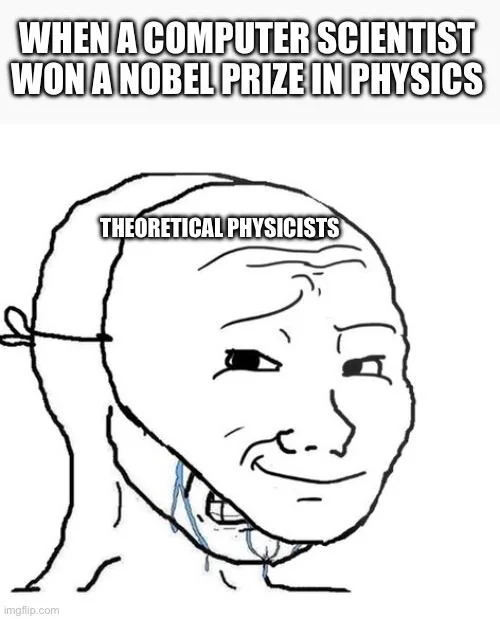 WHEN A COMPUTER SCIENTIST
WON A NOBEL PRIZE IN PHYSICS
THEORETICAL PHYSICISTS
imgflip.com